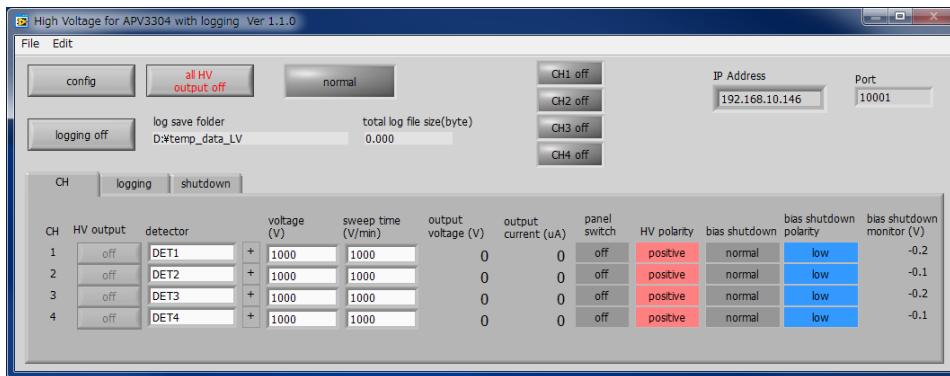 High Voltage for APV3304 with logging Ver 1.1.0
File Edit
config
all HV
output off
normal
CH1 off
CH2 off
CH3 off
CH4 off
IP Address
192.168.10.146
Port
10001
logging off
log save folder
D:¥temp_data_LV
total log file size(byte)
0.000
CH logging shutdown
CH HV output detector voltage (V) sweep time (V/min) output voltage (V) output current (uA) panel switch HV polarity bias shutdown bias shutdown polarity bias shutdown monitor (V)
1 off DET1 + 1000 1000 0 0 off positive normal low -0.2
2 off DET2 + 1000 1000 0 0 off positive normal low -0.1
3 off DET3 + 1000 1000 0 0 off positive normal low -0.2
4 off DET4 + 1000 1000 0 0 off positive normal low -0.1